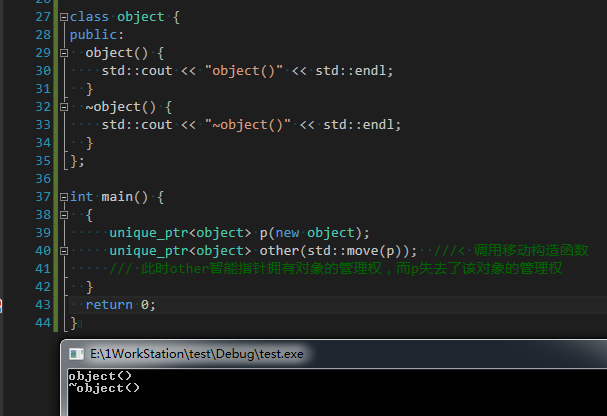 27 class object {
28 public:
29 object() {
30 std::cout << "object()" << std::endl;
31 }
32 ~object() {
33 std::cout << "~object()" << std::endl;
34 }
35 };
36
37 int main() {
38 {
39 unique_ptr<object> p(new object);
40 unique_ptr<object> other(std::move(p)); ///< 调用移动构造函数
41 /// 此时other智能指针拥有对象的管理权，而p失去了该对象的管理权
42 }
43 return 0;
44 }
E:\1WorkStation\test\Debug\test.exe
object()
~object()